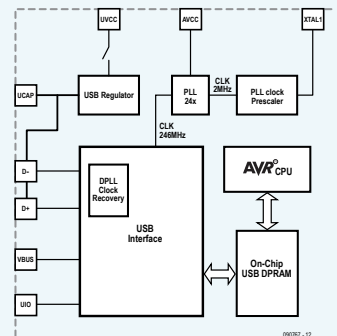 UVCC
AVCC
XTAL1
UCAP
USB Regulator
PLL
24x
CLK
2MHz
PLL clock
Prescaler
CLK
246MHz
D-
D+
VBUS
UIO
DPLL
Clock
Recovery
USB
Interface
AVR® CPU
On-Chip
USB DPRAM
090767 - 12